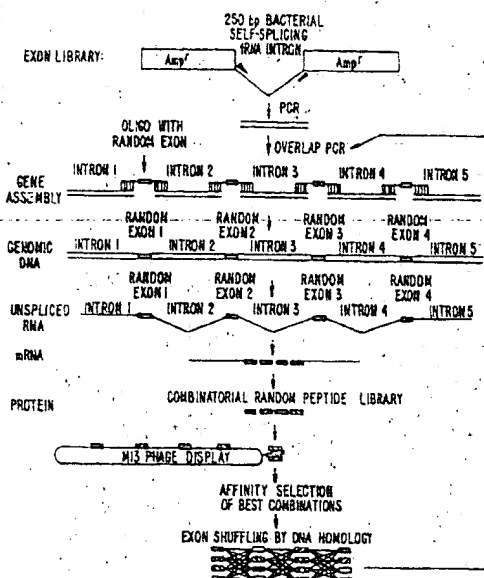 250 bp BACTERIAL
SELF-SPLICING
tRNA INTRON
EXON LIBRARY:
Ampʳ
Ampʳ
PCR
OLIGO WITH
RANDOM EXON
OVERLAP PCR
INTRON 1
INTRON 2
INTRON 3
INTRON 4
INTRON 5
GENE
ASSEMBLY
RANDOM
EXON 1
RANDOM
EXON 2
RANDOM
EXON 3
RANDOM
EXON 4
GENOMIC
DNA
INTRON 1
INTRON 2
INTRON 3
INTRON 4
INTRON 5
RANDOM
EXON 1
RANDOM
EXON 2
RANDOM
EXON 3
RANDOM
EXON 4
UNSPLICED
RNA
INTRON 1
INTRON 2
INTRON 3
INTRON 4
INTRON 5
mRNA
COMBINATORIAL RANDOM PEPTIDE LIBRARY
PROTEIN
M13 PHAGE DISPLAY
AFFINITY SELECTION
OF BEST COMBINATIONS
EXON SHUFFLING BY DNA HOMOLOGY